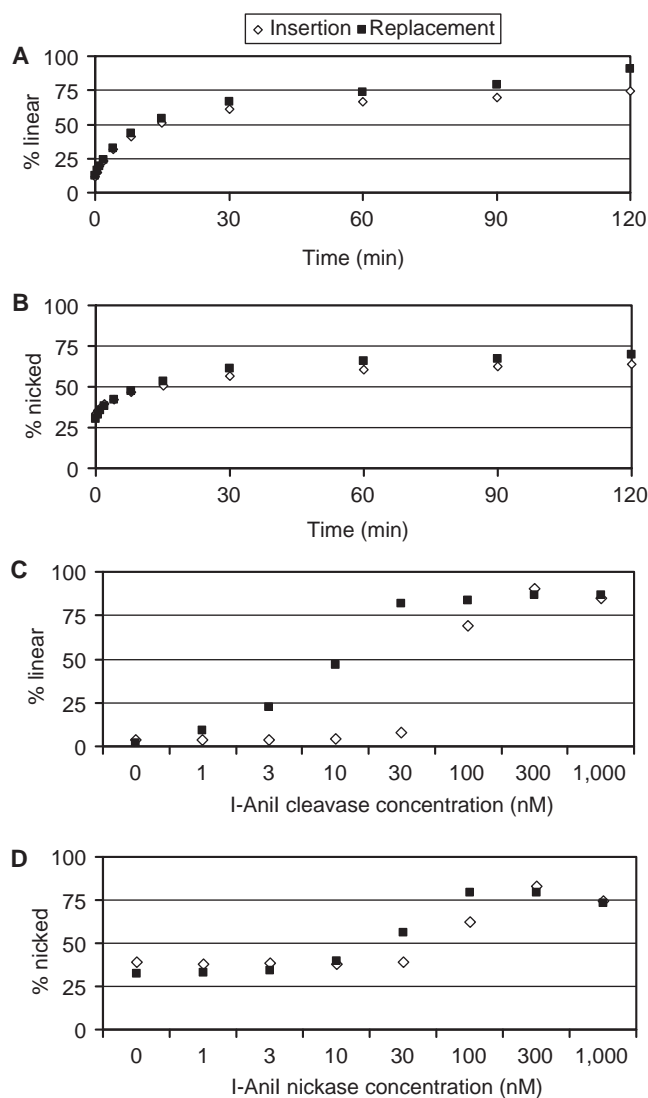 Insertion Replacement
A
100
75
50
25
0
% linear
0 30 60 90 120
Time (min)
B
100
75
50
25
0
% nicked
0 30 60 90 120
Time (min)
C
100
75
50
25
0
% linear
0 1 3 10 30 100 300 1,000
I-AniI cleavase concentration (nM)
D
100
75
50
25
0
% nicked
0 1 3 10 30 100 300 1,000
I-AniI nickase concentration (nM)